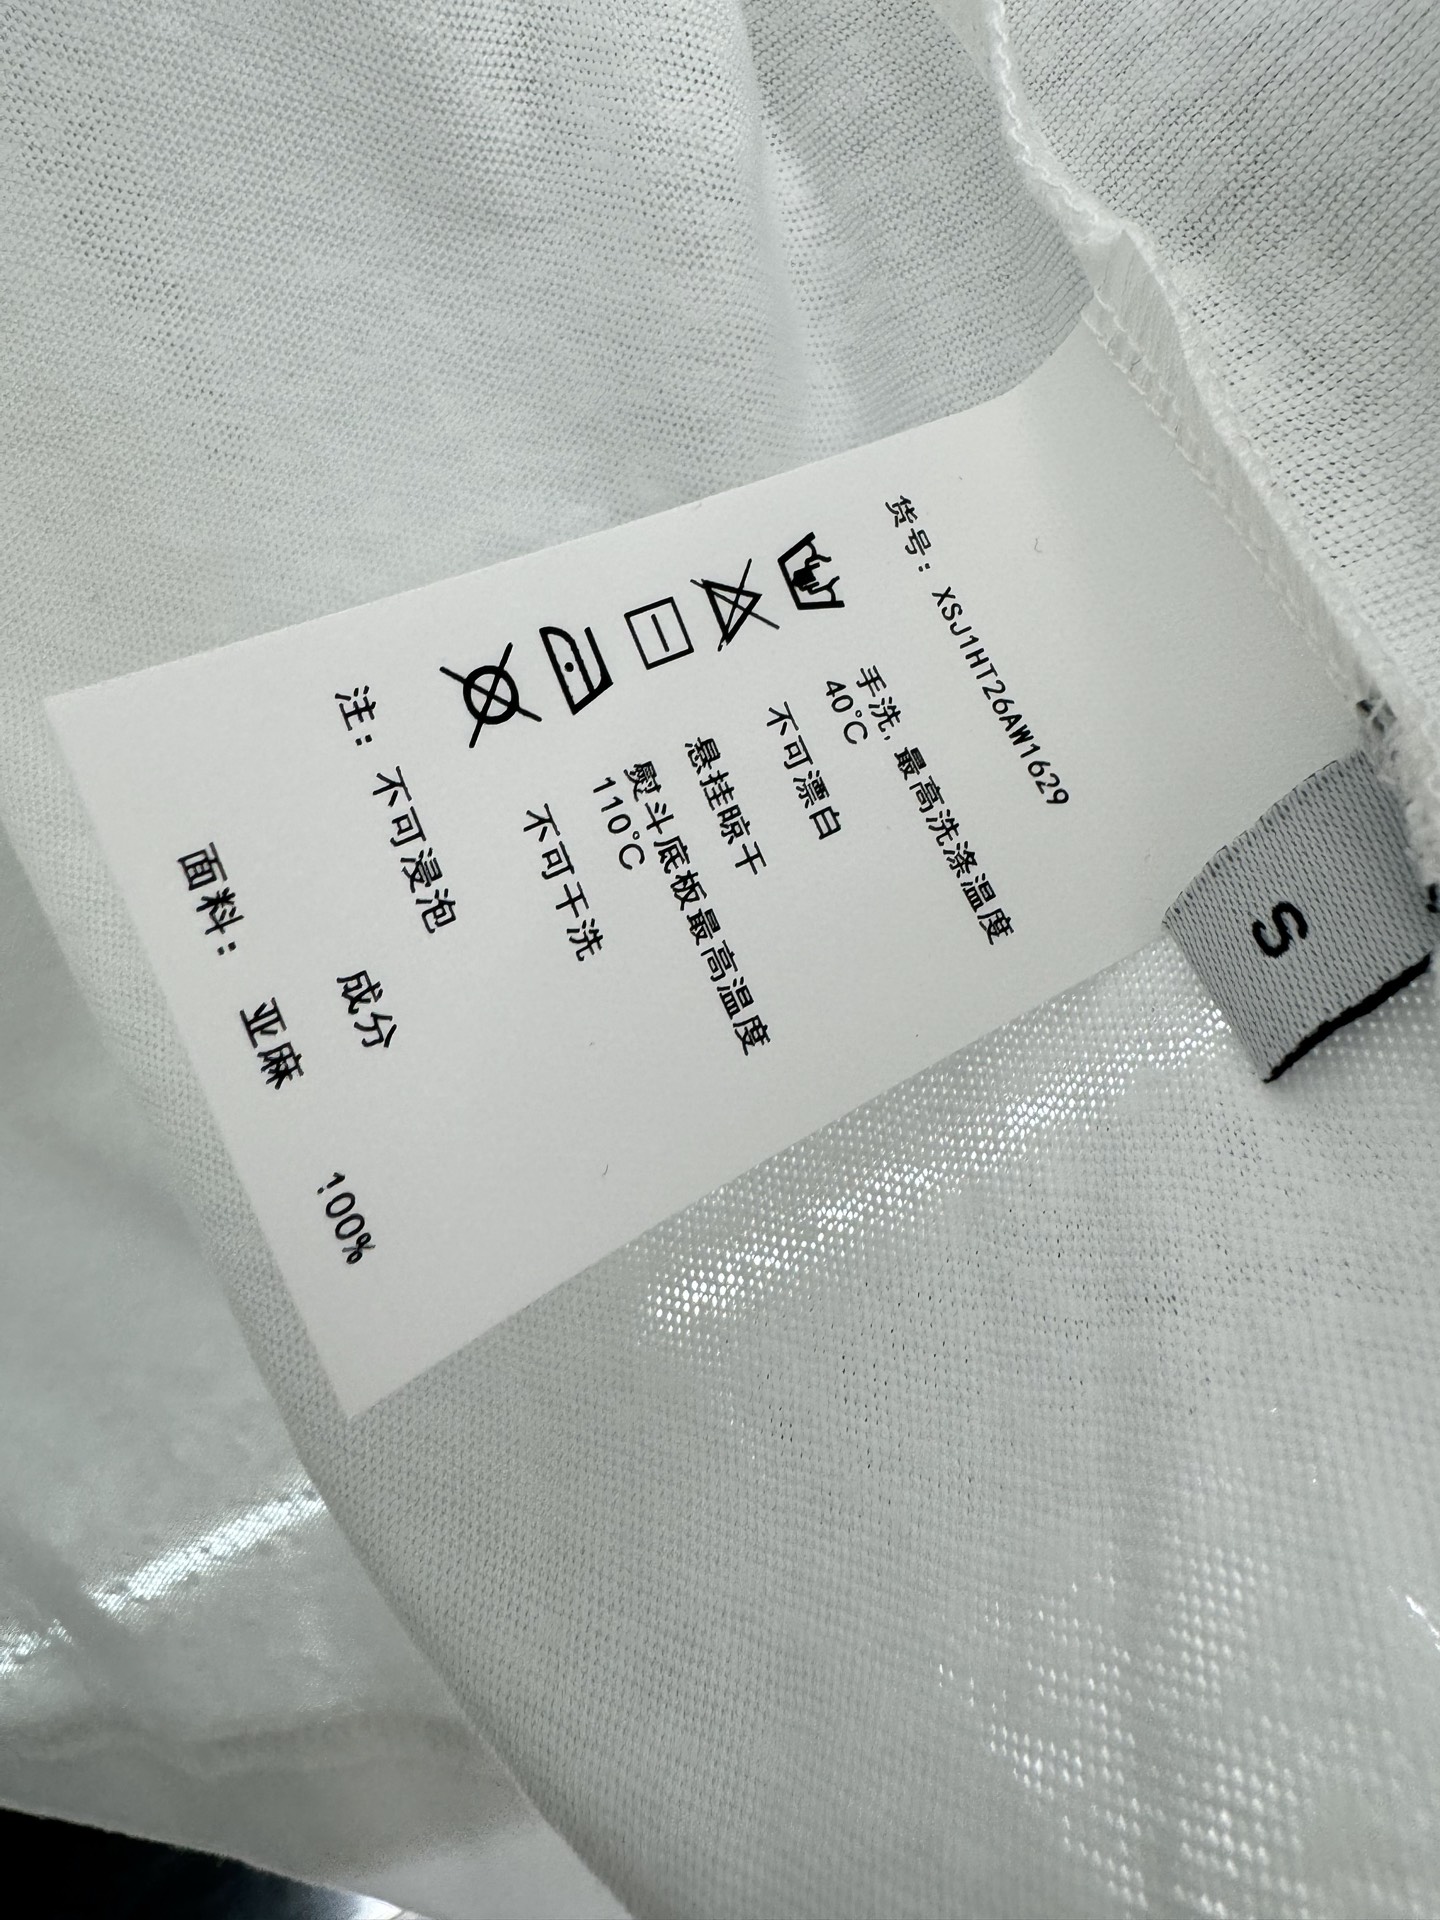 货号：XSJ1HT26AW1629
手洗，最高洗涤温度
40℃
不可漂白
悬挂晾干
熨斗底板最高温度
110℃
不可干洗
注：不可浸泡
成分
面料： 亚麻 100%
S